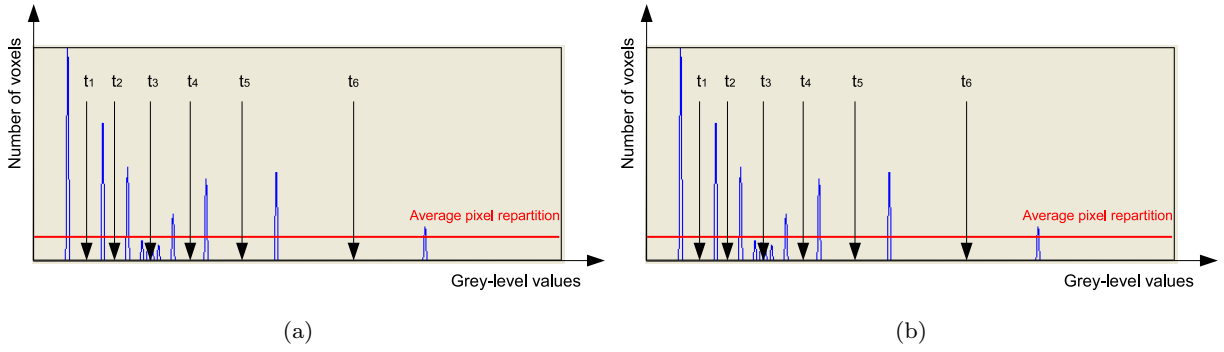 Number of voxels
t1 t2 t3 t4 t5 t6
Average pixel repartition
Grey-level values
(a)
Number of voxels
t1 t2 t3 t4 t5 t6
Average pixel repartition
Grey-level values
(b)